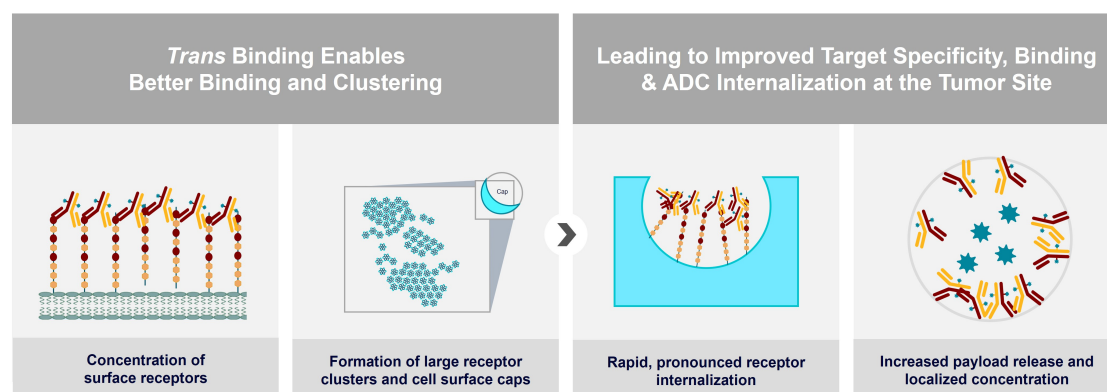 Trans Binding Enables
Better Binding and Clustering
Leading to Improved Target Specificity, Binding
& ADC Internalization at the Tumor Site
Cap
Concentration of
surface receptors
Formation of large receptor
clusters and cell surface caps
Rapid, pronounced receptor
internalization
Increased payload release and
localized concentration